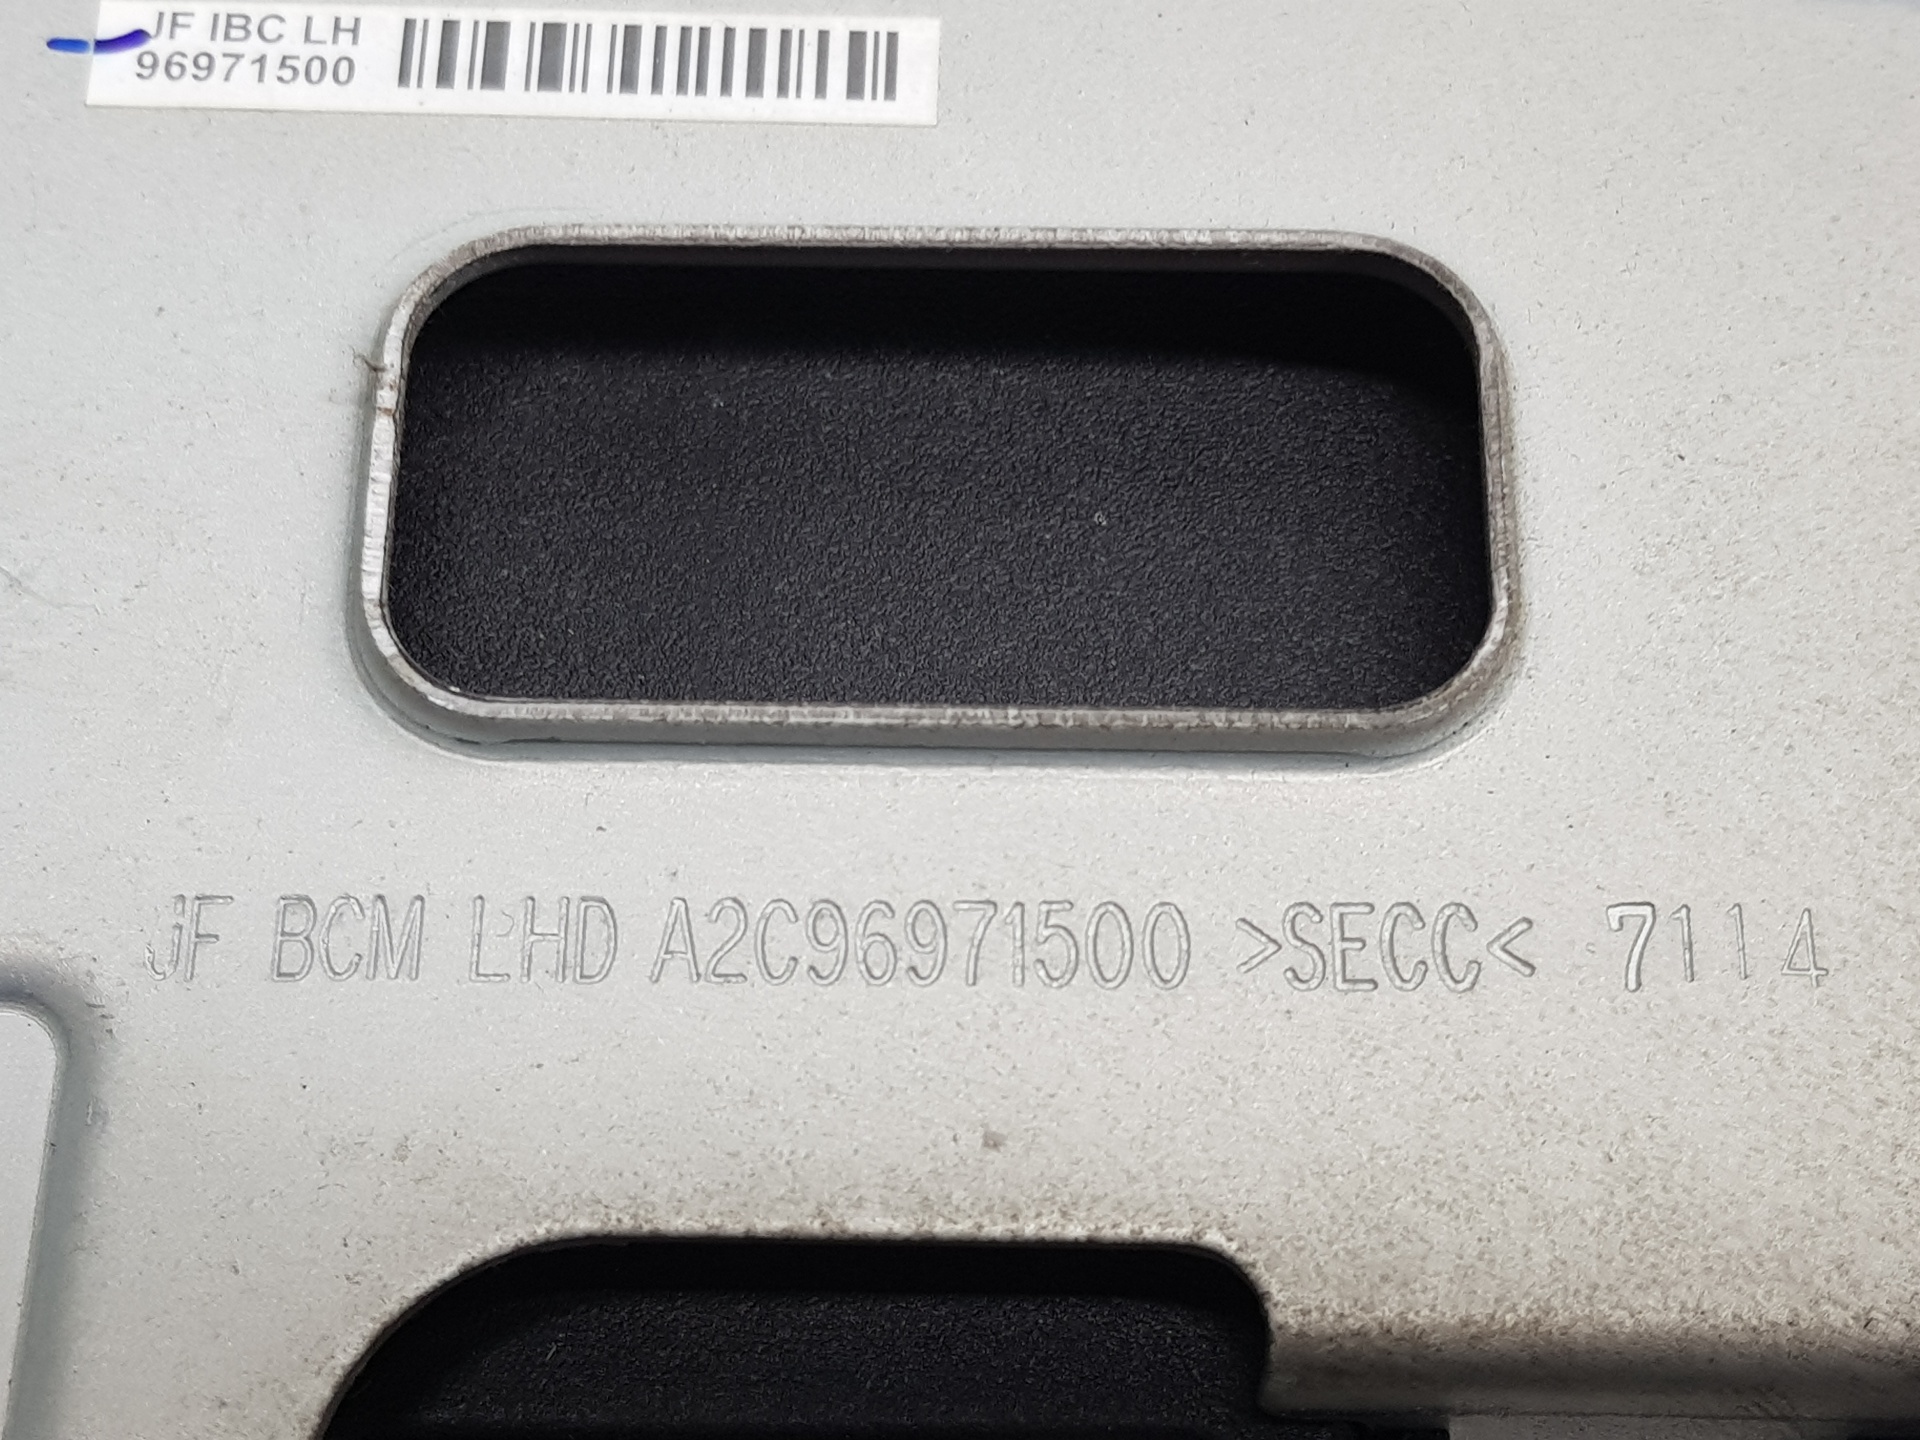 JF IBC LH
96971500
JF BCM LHD A2C96971500 >SECC< 7114